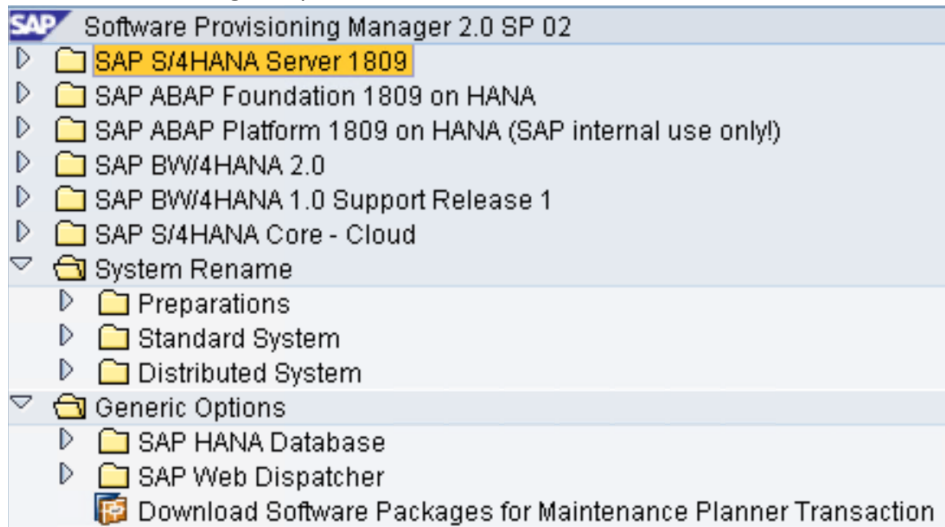 SAP Software Provisioning Manager 2.0 SP 02
SAP S/4HANA Server 1809
SAP ABAP Foundation 1809 on HANA
SAP ABAP Platform 1809 on HANA (SAP internal use only!)
SAP BW/4HANA 2.0
SAP BW/4HANA 1.0 Support Release 1
SAP S/4HANA Core - Cloud
System Rename
Preparations
Standard System
Distributed System
Generic Options
SAP HANA Database
SAP Web Dispatcher
Download Software Packages for Maintenance Planner Transaction